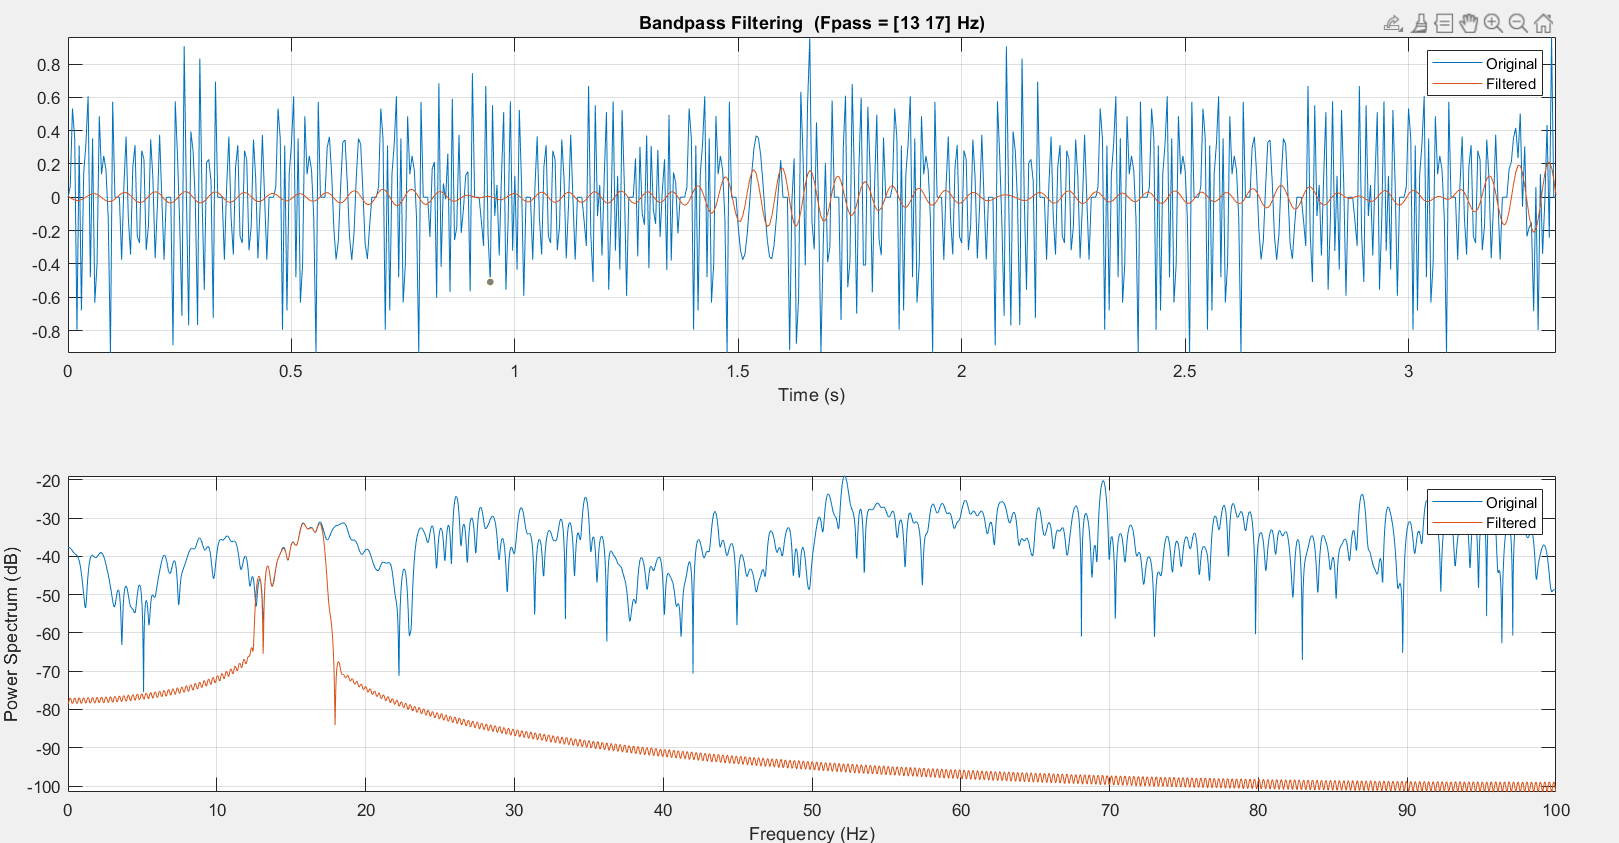 Bandpass Filtering (Fpass = [13 17] Hz)
Original
Filtered
0.8
0.6
0.4
0.2
0
-0.2
-0.4
-0.6
-0.8
0 0.5 1 1.5 2 2.5 3
Time (s)
Original
Filtered
-20
-30
-40
-50
-60
-70
-80
-90
-100
Power Spectrum (dB)
0 10 20 30 40 50 60 70 80 90 100
Frequency (Hz)